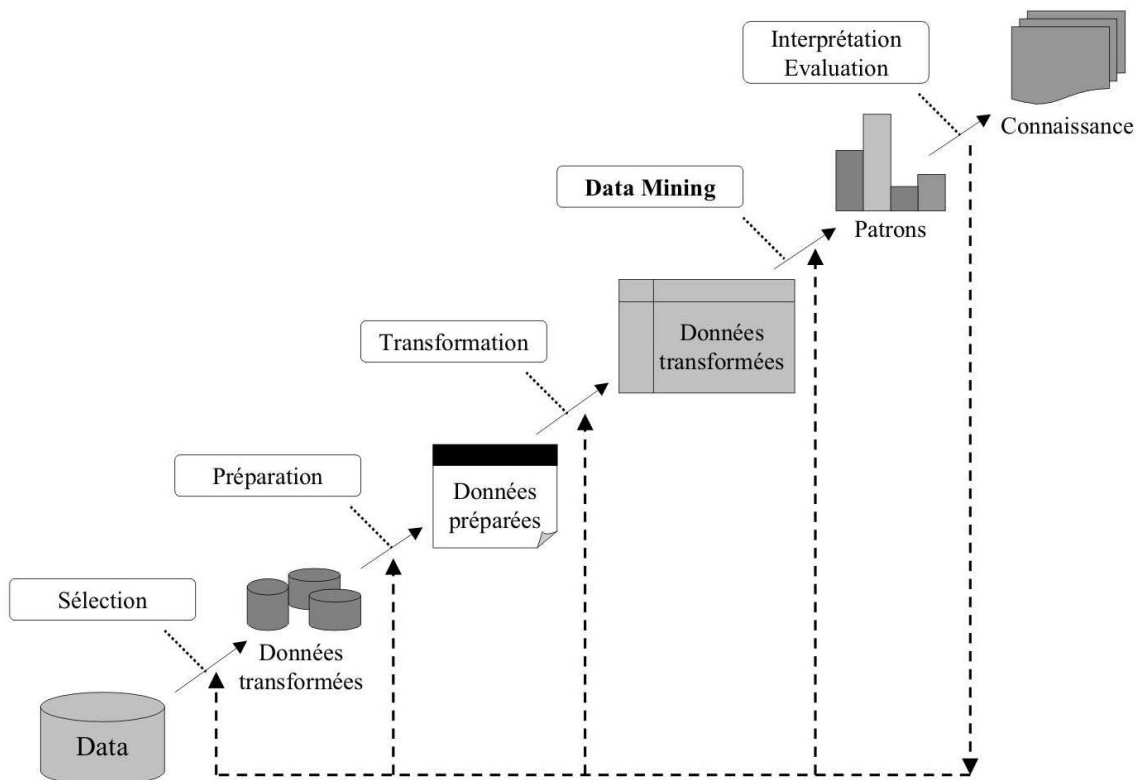 Interprétation
Evaluation
Connaissance
Data Mining
Patrons
Transformation
Données
transformées
Préparation
Données
préparées
Sélection
Données
transformées
Data